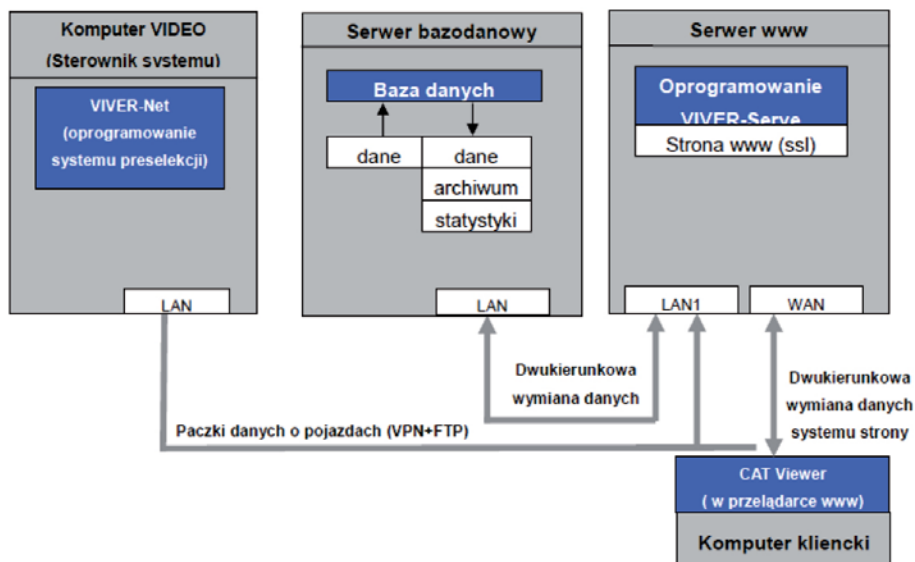 Komputer VIDEO
(Sterownik systemu)
VIVER-Net
(oprogramowanie
systemu preselekcji)
LAN
Serwer bazodanowy
Baza danych
dane
dane
archiwum
statystyki
LAN
Serwer www
Oprogramowanie
VIVER-Serve
Strona www (ssl)
LAN1
WAN
Dwukierunkowa
wymiana danych
Dwukierunkowa
wymiana danych
systemu strony
Paczki danych o pojazdach (VPN+FTP)
CAT Viewer
( w przelądarce www)
Komputer kliencki